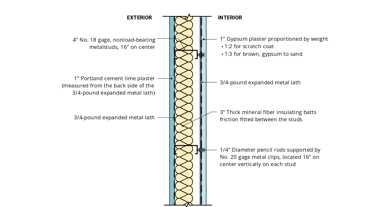 EXTERIOR
INTERIOR
4" No. 18 gage, nonload-bearing
metalstuds, 16" on center
1" Portland cement lime plaster
(measured from the back side of the
3/4-pound expanded metal lath)
3/4-pound expanded metal lath
1" Gypsum plaster proportioned by weight
• 1:2 for scratch coat
• 1:3 for brown, gypsum to sand
3/4-pound expanded metal lath
3" Thick mineral fiber insulating batts
friction fitted between the studs
1/4" Diameter pencil rods supported by
No. 20 gage metal clips, located 16" on
center vertically on each stud